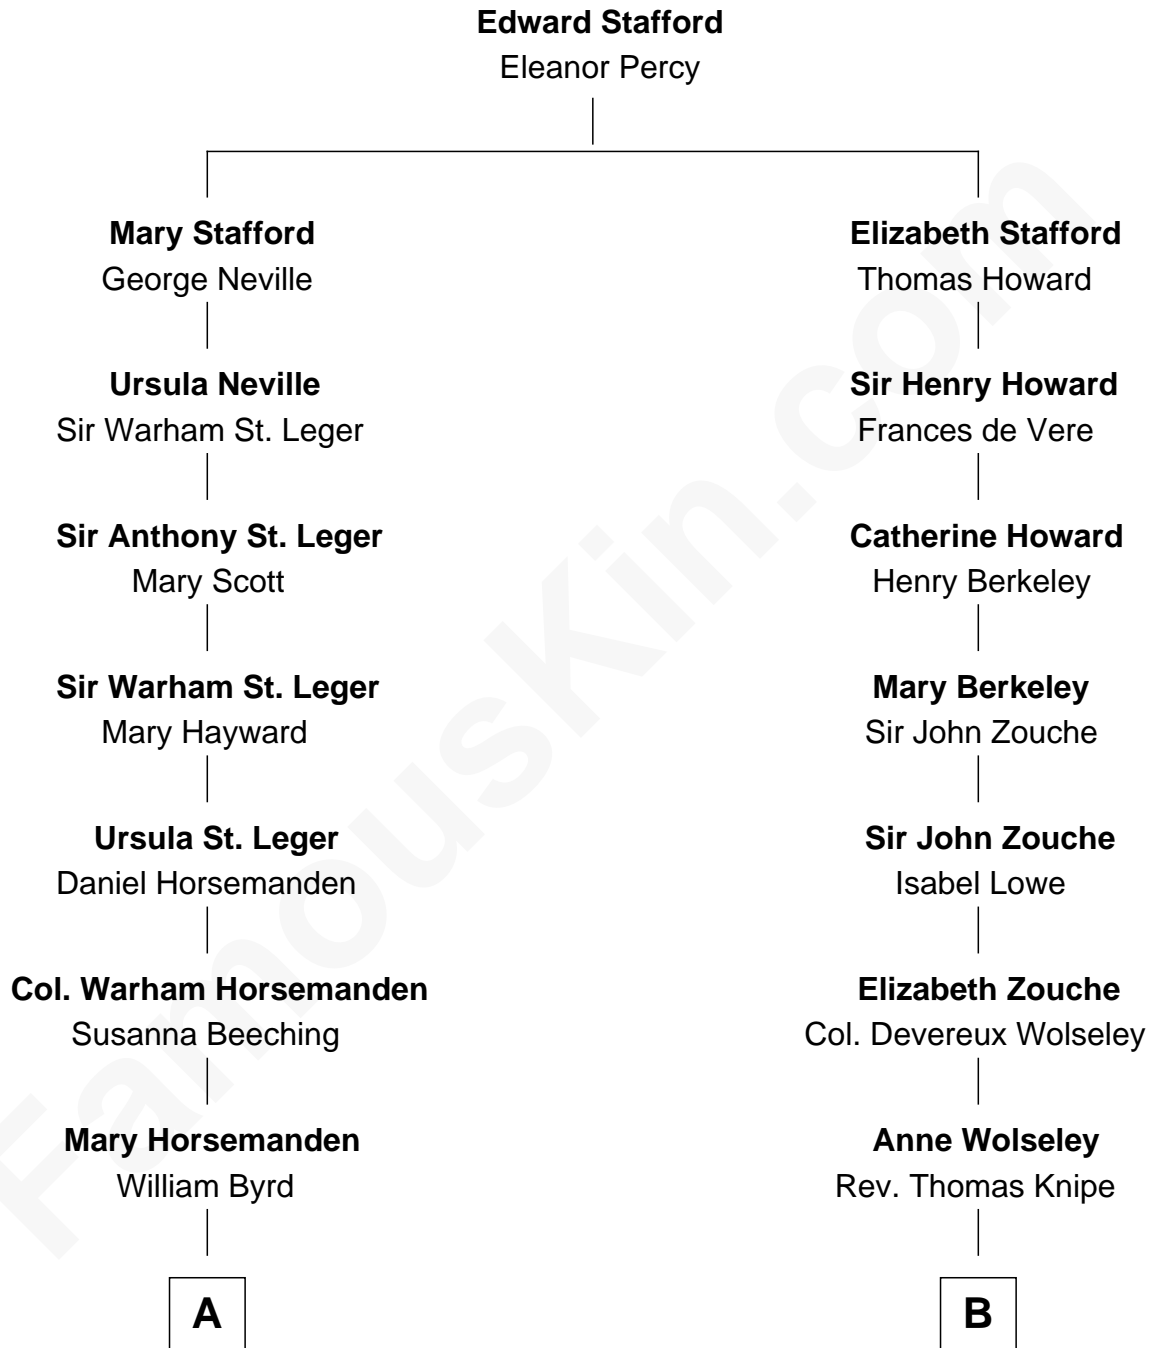 Edward Stafford
Eleanor Percy
Mary Stafford
George Neville
Elizabeth Stafford
Thomas Howard
Ursula Neville
Sir Warham St. Leger
Sir Henry Howard
Frances de Vere
Sir Anthony St. Leger
Mary Scott
Catherine Howard
Henry Berkeley
Sir Warham St. Leger
Mary Hayward
Mary Berkeley
Sir John Zouche
Ursula St. Leger
Daniel Horsemanden
Sir John Zouche
Isabel Lowe
Col. Warham Horsemanden
Susanna Beeching
Elizabeth Zouche
Col. Devereux Wolseley
Mary Horsemanden
William Byrd
Anne Wolseley
Rev. Thomas Knipe
A
B
FamousKin.com